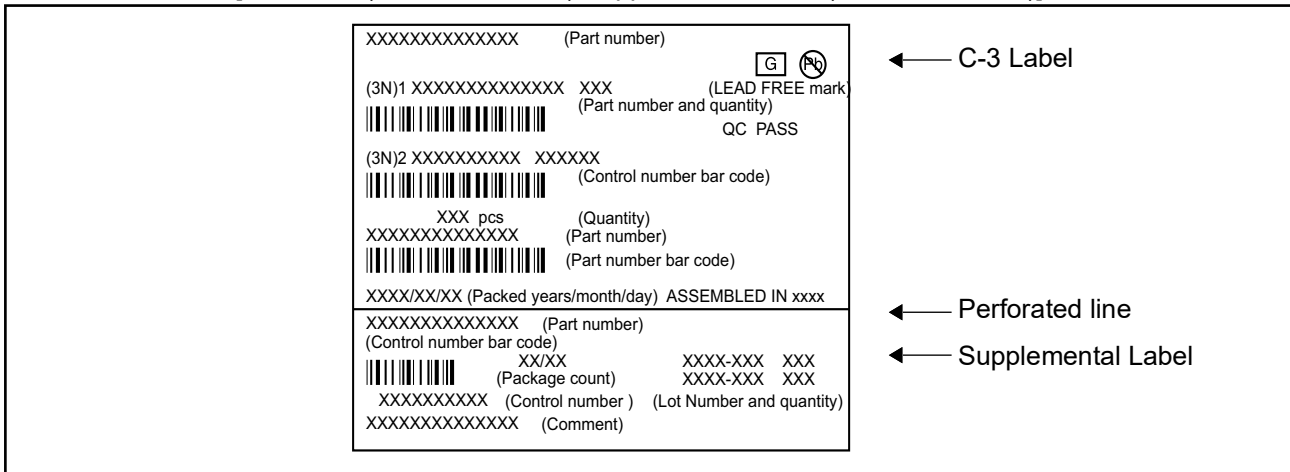 XXXXXXXXXXXXXX (Part number)
G Pb
C-3 Label
(3N)1 XXXXXXXXXXXXXX XXX (LEAD FREE mark)
(Part number and quantity)
QC PASS
(3N)2 XXXXXXXXXX XXXXXX
(Control number bar code)
XXX pcs (Quantity)
XXXXXXXXXXXXXX (Part number)
(Part number bar code)
XXXX/XX/XX (Packed years/month/day) ASSEMBLED IN xxxx
Perforated line
XXXXXXXXXXXXXX (Part number)
(Control number bar code)
XX/XX XXXX-XXX XXX
Supplemental Label
(Package count) XXXX-XXX XXX
XXXXXXXXXX (Control number ) (Lot Number and quantity)
XXXXXXXXXXXXXX (Comment)